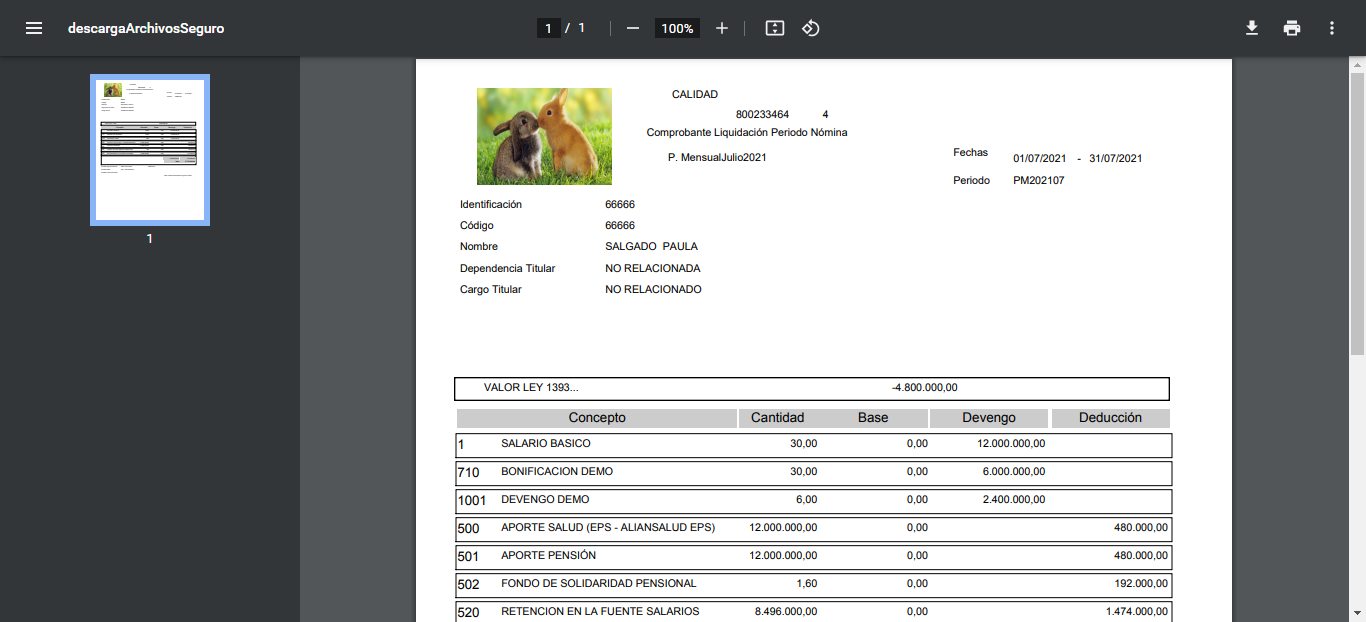 descargaArchivosSeguro
1 / 1
100%
1
CALIDAD
800233464 4
Comprobante Liquidación Periodo Nómina
P. MensualJulio2021
Fechas 01/07/2021 - 31/07/2021
Periodo PM202107
Identificación 66666
Código 66666
Nombre SALGADO PAULA
Dependencia Titular NO RELACIONADA
Cargo Titular NO RELACIONADO
VALOR LEY 1393... -4.800.000,00
Concepto Cantidad Base Devengo Deducción
1 SALARIO BASICO 30,00 0,00 12.000.000,00
710 BONIFICACION DEMO 30,00 0,00 6.000.000,00
1001 DEVENGO DEMO 6,00 0,00 2.400.000,00
500 APORTE SALUD (EPS - ALIANSALUD EPS) 12.000.000,00 0,00 480.000,00
501 APORTE PENSIÓN 12.000.000,00 0,00 480.000,00
502 FONDO DE SOLIDARIDAD PENSIONAL 1,60 0,00 192.000,00
520 RETENCION EN LA FUENTE SALARIOS 8.496.000,00 0,00 1.474.000,00